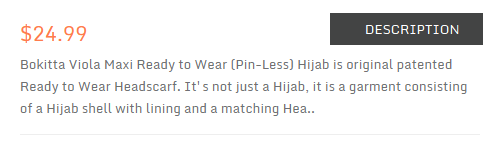 $24.99
DESCRIPTION
Bokitta Viola Maxi Ready to Wear (Pin-Less) Hijab is original patented
Ready to Wear Headscarf. It's not just a Hijab, it is a garment consisting
of a Hijab shell with lining and a matching Hea..